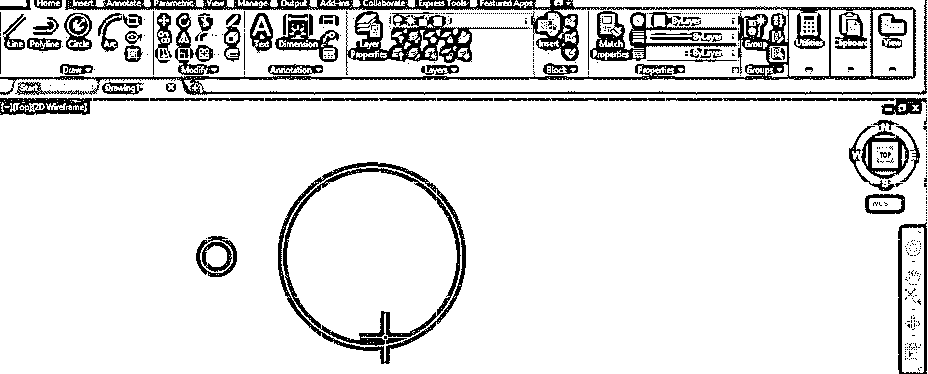 Home Insert Annotate Parametric View Manage Output Add-ins Collaborate Express Tools Featured Apps
Line Polyline Circle Arc Text Dimension Layer Properties Insert Match Properties ByLayer Group Utilities Clipboard View
ByLayer
ByLayer
Draw Modify Annotation Layers Block Properties Groups
Start Drawing1*
[−][Top][2D Wireframe]
N
W TOP E
S
WCS